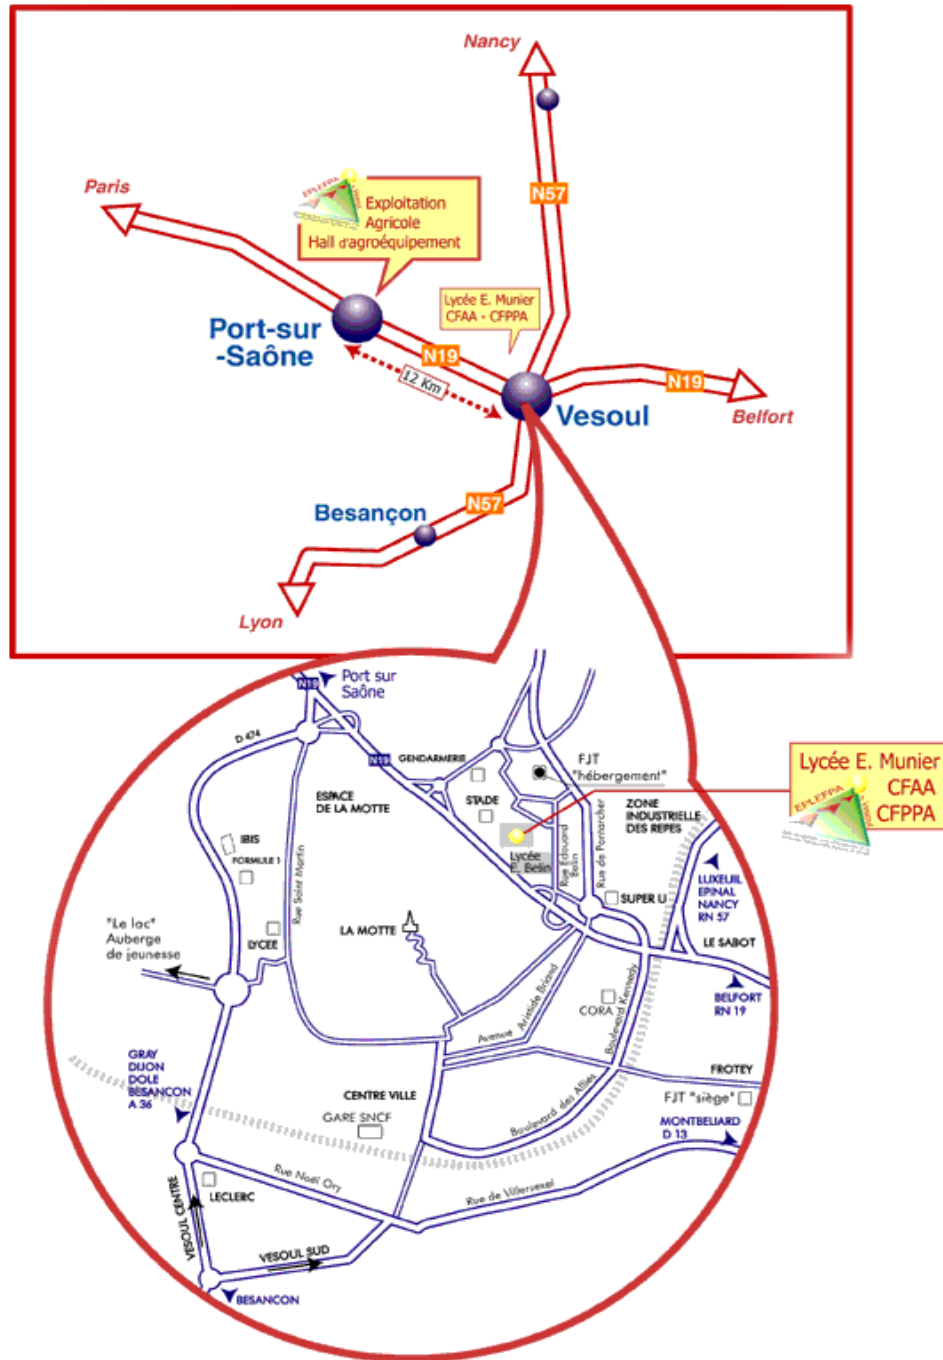 Nancy
Paris
EPLEFPA
Exploitation
Agricole
Hall d'agroéquipement
N57
Lycée E. Munier
CFAA - CFPPA
Port-sur
-Saône
N19
12 Km
N19
Vesoul
Belfort
Besançon
N57
Lyon
N19
Port sur
Saône
D 474
N19
GENDARMERIE
FJT
"hébergement"
ESPACE
DE LA MOTTE
STADE
ZONE
INDUSTRIELLE
DES REPES
Lycée E. Munier
CFAA
CFPPA
EPLEFPA
IBIS
FORMULE 1
Rue Saint Martin
Lycée
E. Belin
Rue Edouard
Belin
Rue de Pontarcher
SUPER U
LUXEUIL
EPINAL
NANCY
RN 57
"Le lac"
Auberge
de jeunesse
LYCEE
LA MOTTE
LE SABOT
Avenue Aristide Briand
CORA
Boulevard Kennedy
BELFORT
RN 19
GRAY
DIJON
DOLE
BESANCON
A 36
CENTRE VILLE
GARE SNCF
Boulevard des Alliés
FROTEY
FJT "siège"
MONTBELIARD
D 13
Rue Noël Ory
Rue de Villersexel
LECLERC
VESOUL CENTRE
VESOUL SUD
BESANCON